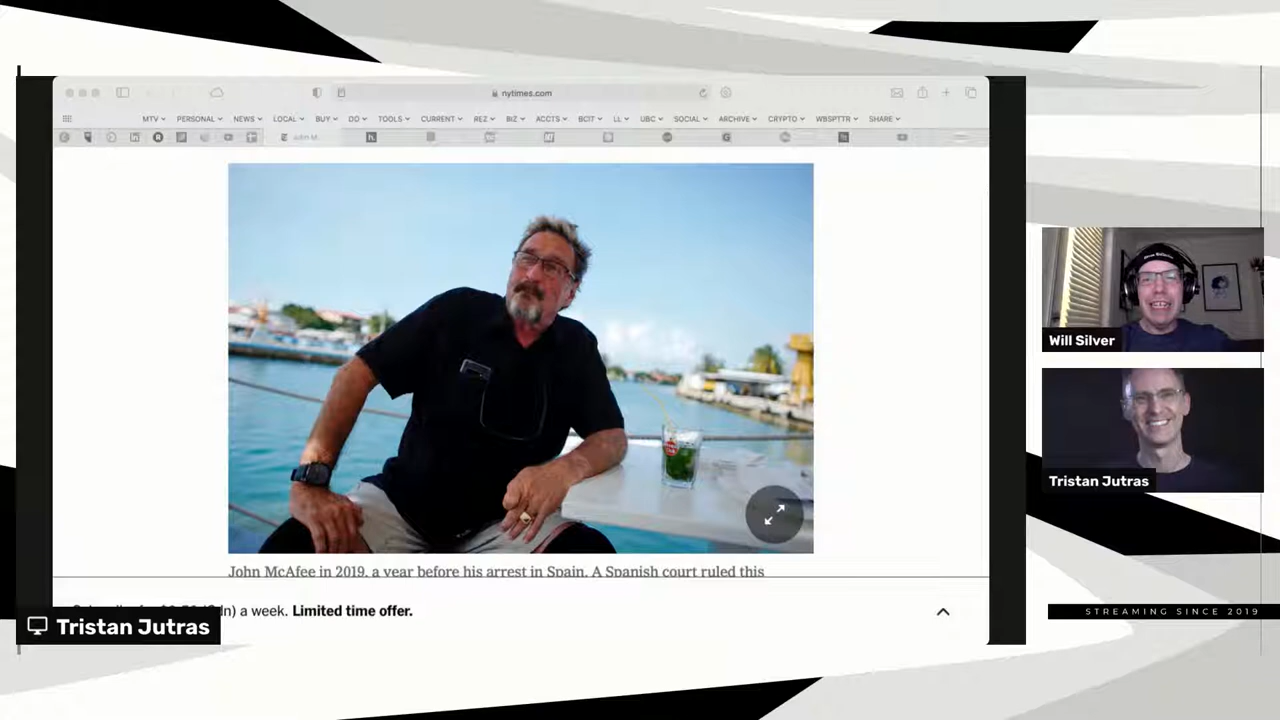 nytimes.com
MTV PERSONAL NEWS LOCAL BUY DO TOOLS CURRENT REZ BIZ ACCTS BCIT LL UBC SOCIAL ARCHIVE CRYPTO WBSPTTR SHARE
John M...
John McAfee in 2019, a year before his arrest in Spain. A Spanish court ruled this
a week. Limited time offer.
Tristan Jutras
Will Silver
Tristan Jutras
STREAMING SINCE 2019